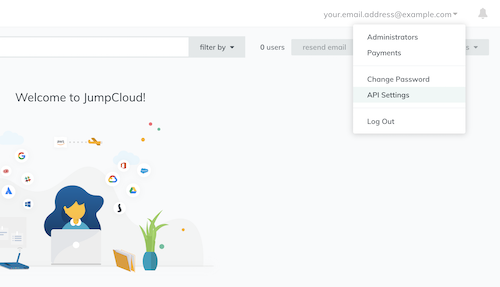 your.email.address@example.com
filter by
0 users
resend email
Administrators
Payments
Change Password
API Settings
Log Out
Welcome to JumpCloud!
aws